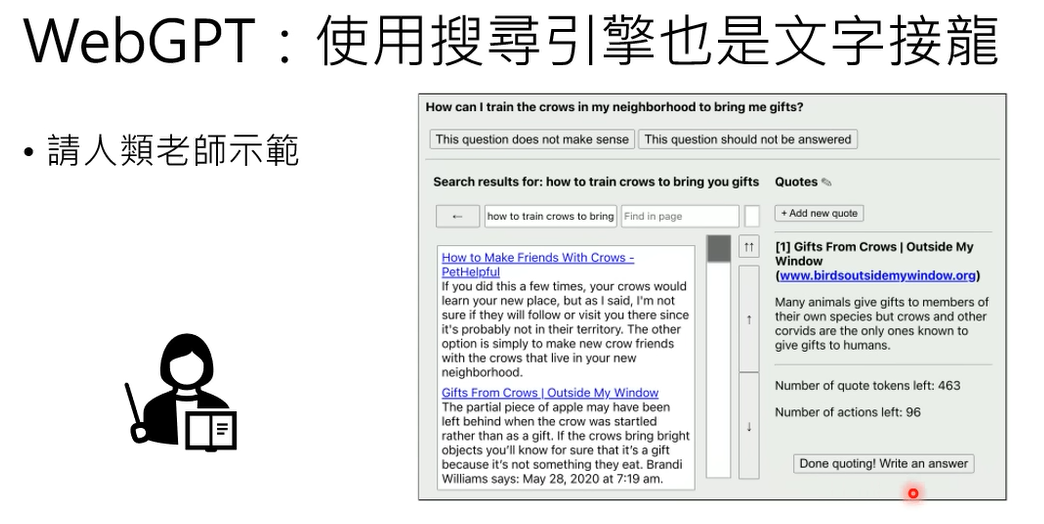 WebGPT：使用搜尋引擎也是文字接龍
• 請人類老師示範
How can I train the crows in my neighborhood to bring me gifts?
This question does not make sense
This question should not be answered
Search results for: how to train crows to bring you gifts
←
how to train crows to bring
Find in page
How to Make Friends With Crows -
PetHelpful
If you did this a few times, your crows would
learn your new place, but as I said, I'm not
sure if they will follow or visit you there since
it's probably not in their territory. The other
option is simply to make new crow friends
with the crows that live in your new
neighborhood.
Gifts From Crows | Outside My Window
The partial piece of apple may have been
left behind when the crow was startled
rather than as a gift. If the crows bring bright
objects you'll know for sure that it's a gift
because it's not something they eat. Brandi
Williams says: May 28, 2020 at 7:19 am.
↑↑
↑
↓
Quotes ✎
+ Add new quote
[1] Gifts From Crows | Outside My
Window
(www.birdsoutsidemywindow.org)
Many animals give gifts to members of
their own species but crows and other
corvids are the only ones known to
give gifts to humans.
Number of quote tokens left: 463
Number of actions left: 96
Done quoting! Write an answer